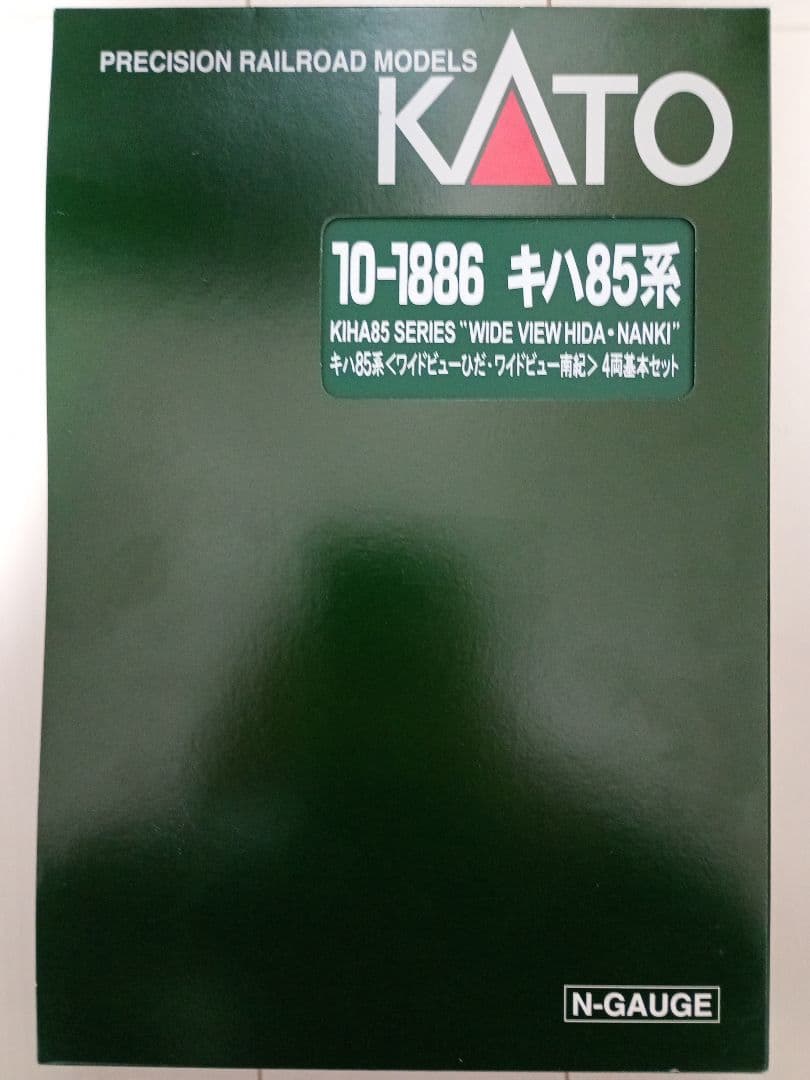 PRECISION RAILROAD MODELS
KATO
10-1886 キハ85系
KIHA85 SERIES "WIDE VIEW HIDA・NANKI"
キハ85系<ワイドビューひだ・ワイドビュー南紀> 4両基本セット
N-GAUGE